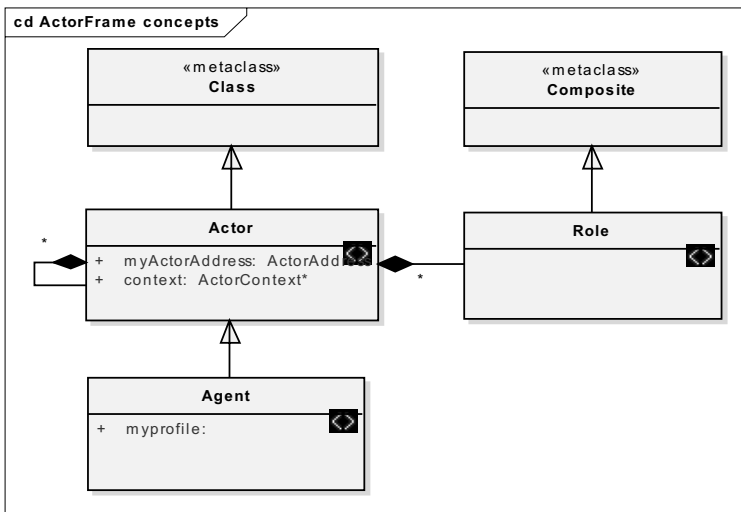 cd ActorFrame concepts
«metaclass»
Class
«metaclass»
Composite
Actor
+ myActorAddress: ActorAddress
+ context: ActorContext*
*
*
Role
Agent
+ myprofile: